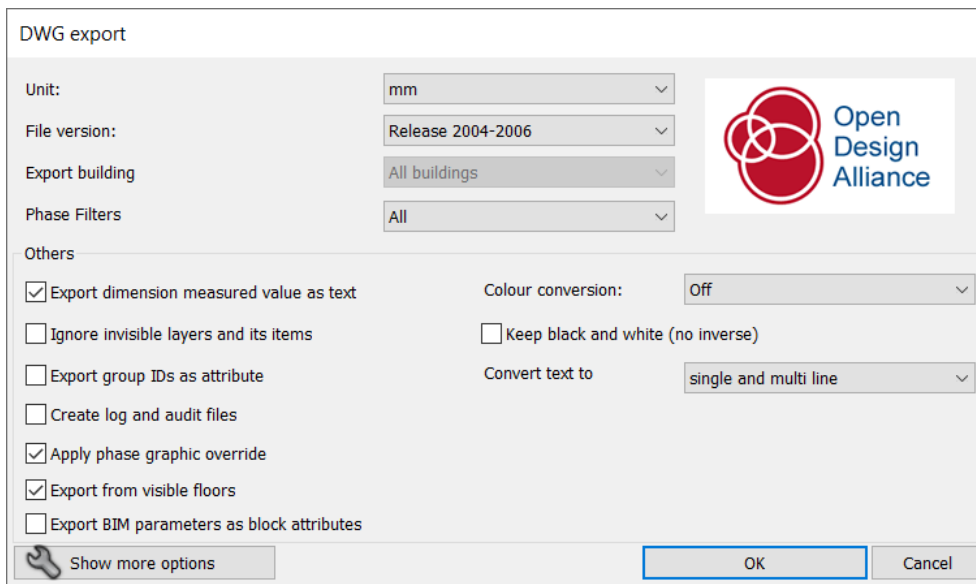 DWG export
Unit:
mm
File version:
Release 2004-2006
Export building
All buildings
Phase Filters
All
Open
Design
Alliance
Others
Export dimension measured value as text
Colour conversion:
Off
Ignore invisible layers and its items
Keep black and white (no inverse)
Export group IDs as attribute
Convert text to
single and multi line
Create log and audit files
Apply phase graphic override
Export from visible floors
Export BIM parameters as block attributes
Show more options
OK
Cancel